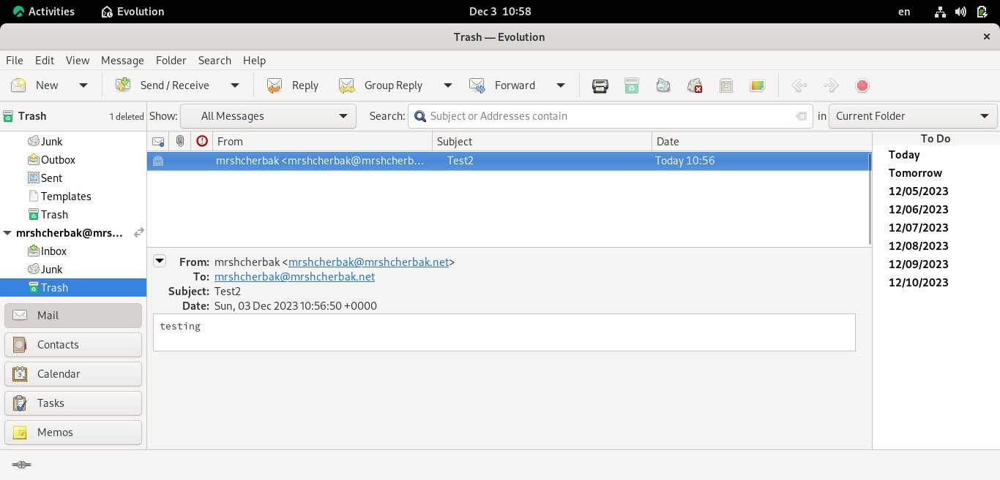 Activities Evolution Dec 3 10:58 en
Trash — Evolution
File Edit View Message Folder Search Help
New Send / Receive Reply Group Reply Forward
Trash 1 deleted Show: All Messages Search: Subject or Addresses contain in Current Folder
Junk
Outbox
Sent
Templates
Trash
mrshcherbak@mrs...
Inbox
Junk
Trash
Mail
Contacts
Calendar
Tasks
Memos
From Subject Date
mrshcherbak <mrshcherbak@mrshcherb... Test2 Today 10:56
From: mrshcherbak <mrshcherbak@mrshcherbak.net>
To: mrshcherbak@mrshcherbak.net
Subject: Test2
Date: Sun, 03 Dec 2023 10:56:50 +0000
testing
To Do
Today
Tomorrow
12/05/2023
12/06/2023
12/07/2023
12/08/2023
12/09/2023
12/10/2023